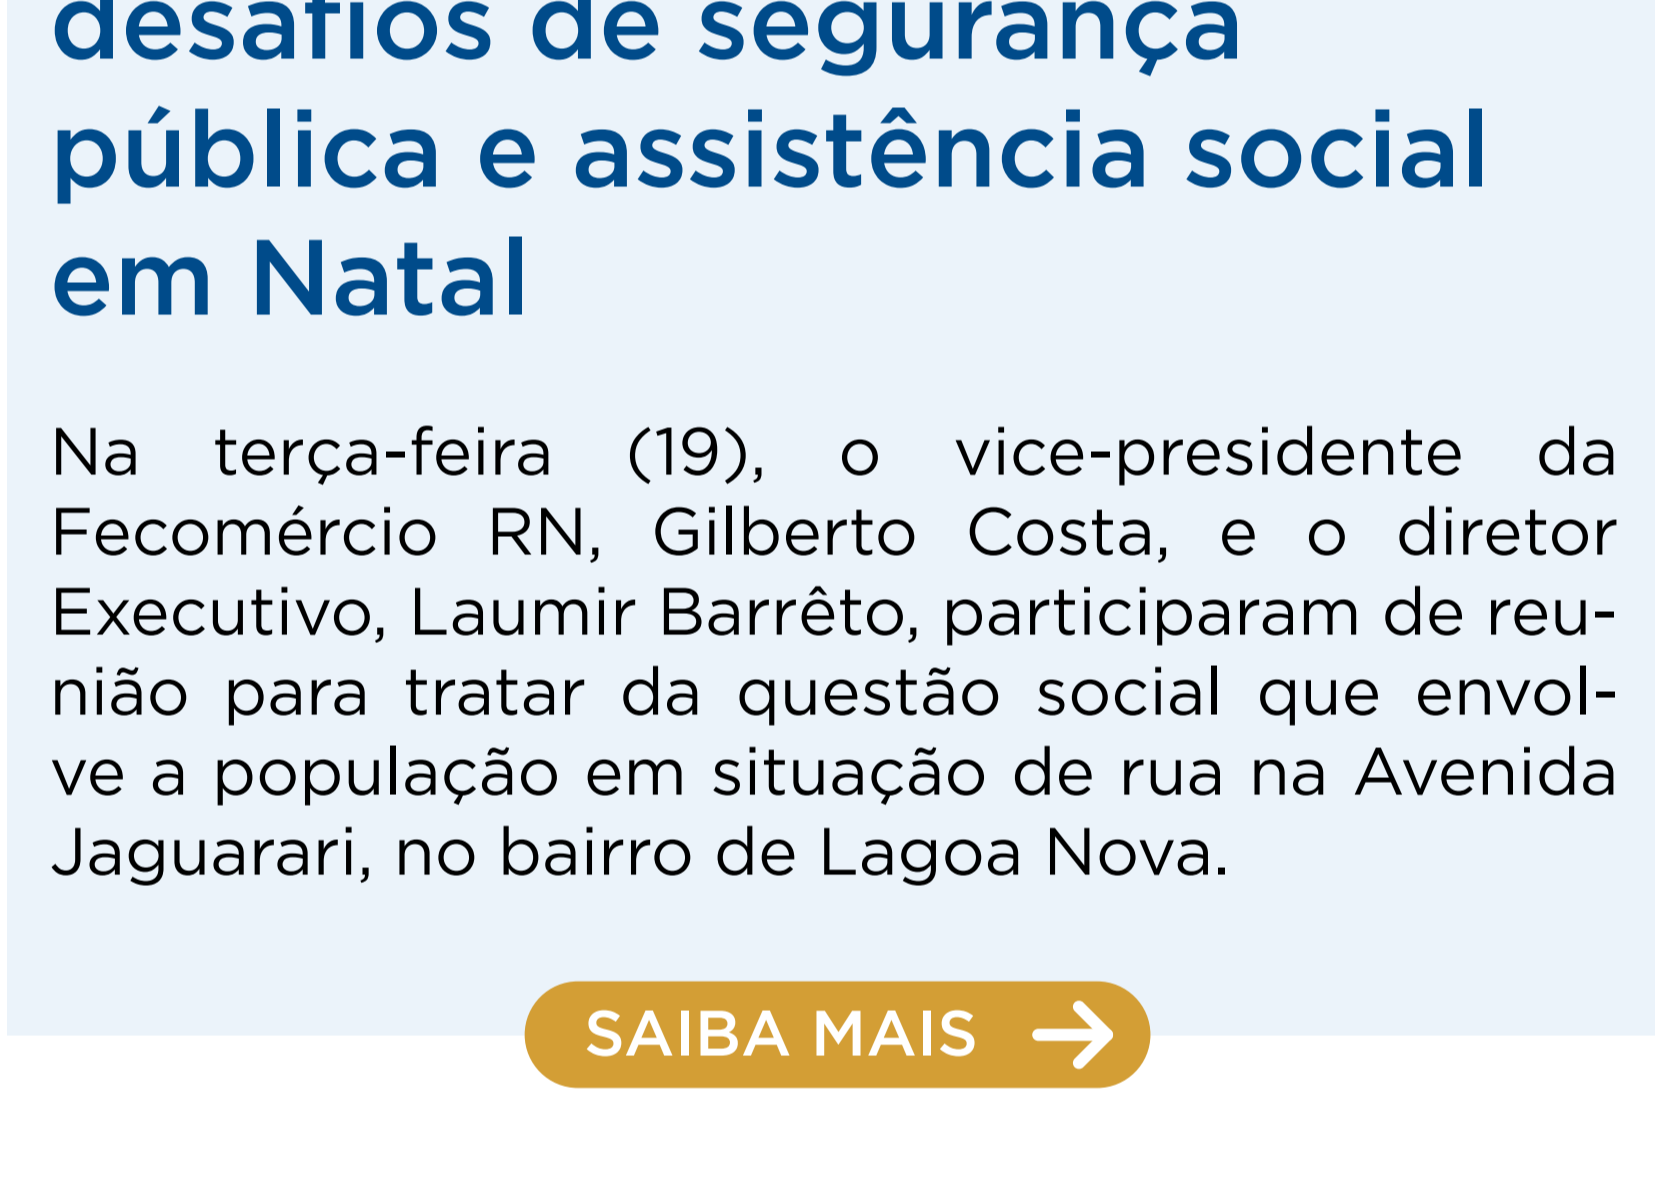 desafios de segurança
pública e assistência social
em Natal
Na terça-feira (19), o vice-presidente da
Fecomércio RN, Gilberto Costa, e o diretor
Executivo, Laumir Barrêto, participaram de reu-
nião para tratar da questão social que envol-
ve a população em situação de rua na Avenida
Jaguarari, no bairro de Lagoa Nova.
SAIBA MAIS